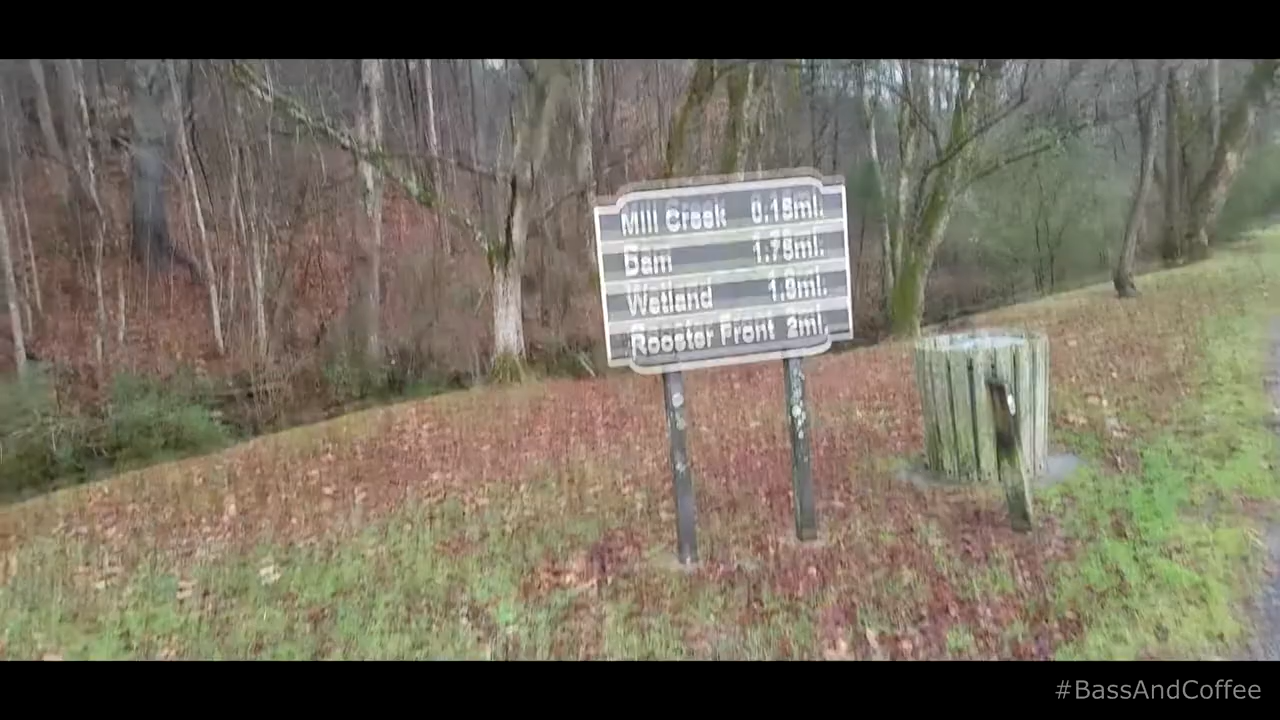 Mill Creek 0.15mi.
Dam 1.75mi.
Wetland 1.9mi.
Rooster Front 2mi.
#BassAndCoffee